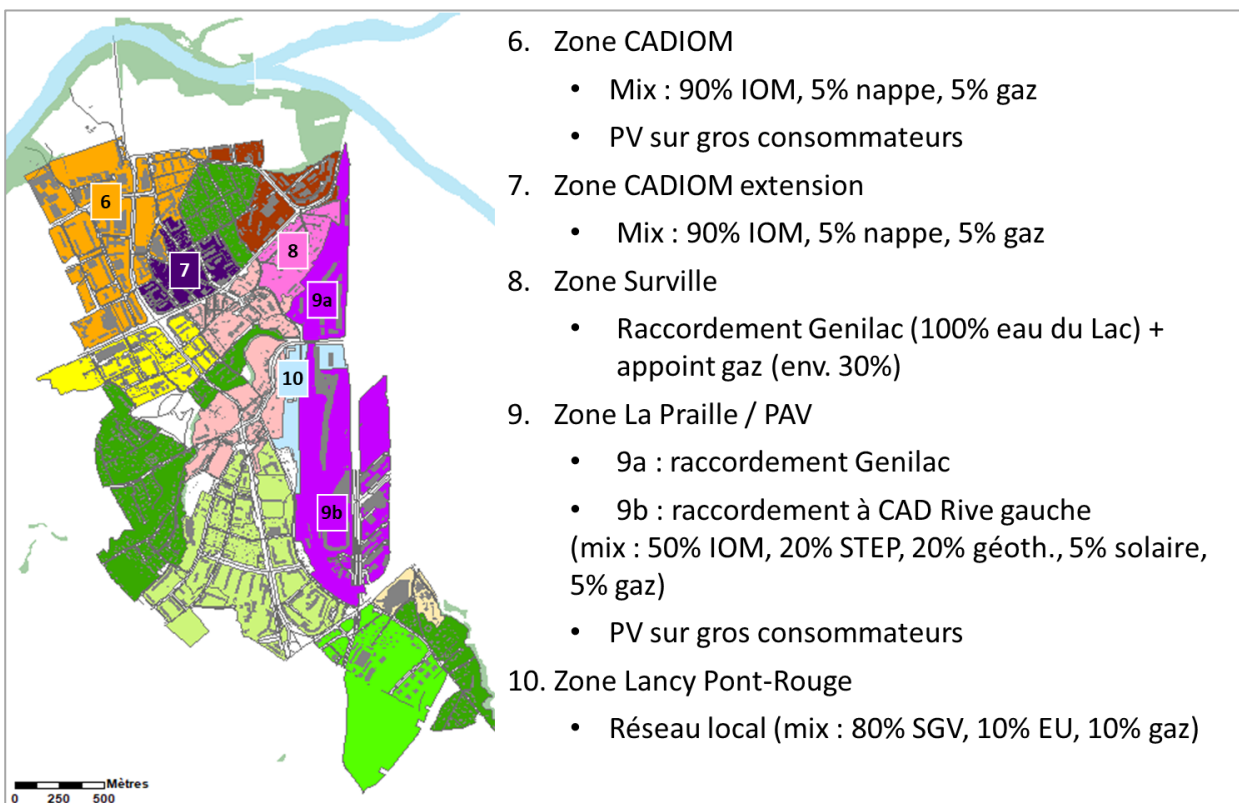 6. Zone CADIOM
• Mix : 90% IOM, 5% nappe, 5% gaz
• PV sur gros consommateurs
7. Zone CADIOM extension
• Mix : 90% IOM, 5% nappe, 5% gaz
8. Zone Surville
• Raccordement Genilac (100% eau du Lac) +
appoint gaz (env. 30%)
9. Zone La Praille / PAV
• 9a : raccordement Genilac
• 9b : raccordement à CAD Rive gauche
(mix : 50% IOM, 20% STEP, 20% géoth., 5% solaire,
5% gaz)
• PV sur gros consommateurs
10. Zone Lancy Pont-Rouge
• Réseau local (mix : 80% SGV, 10% EU, 10% gaz)
6
7
8
9a
10
9b
Mètres
0 250 500